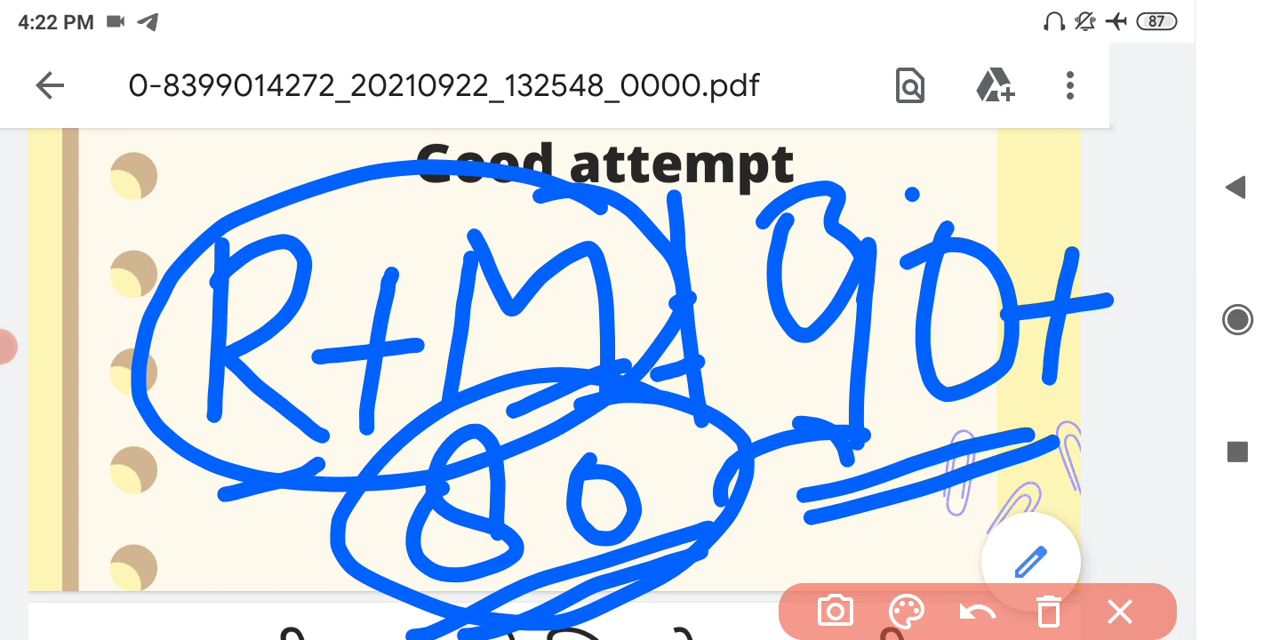 4:22 PM 87
0-8399014272_20210922_132548_0000.pdf
Good attempt
R+M 90+
80